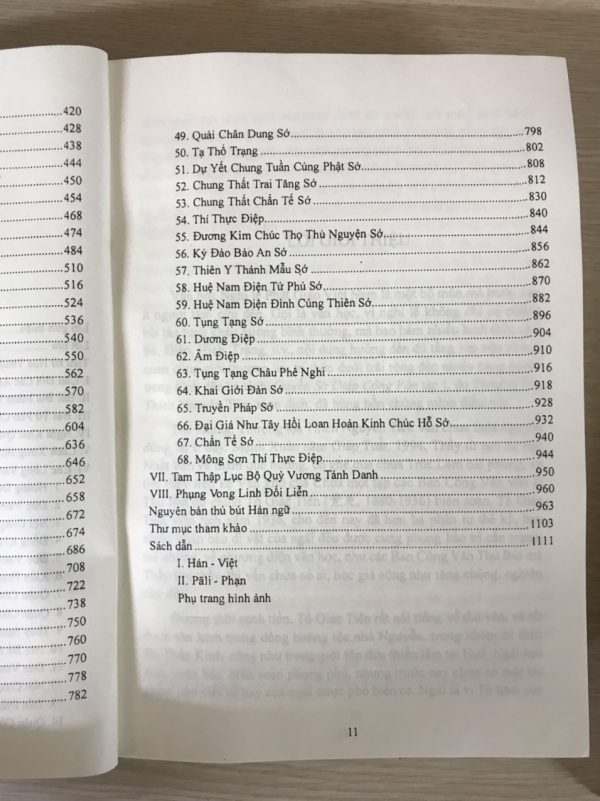 420
428
438
444
450
454
468
474
484
510
516
524
536
540
550
562
570
582
604
636
646
652
658
672
674
686
708
722
738
750
760
770
778
782
49. Quải Chân Dung Sớ 798
50. Tạ Thổ Trạng 802
51. Dự Yết Chung Tuần Cúng Phật Sớ 808
52. Chung Thất Trai Tăng Sớ 812
53. Chung Thất Chẩn Tế Sớ 830
54. Thí Thực Điệp 840
55. Đương Kim Chúc Thọ Thù Nguyện Sớ 844
56. Kỳ Đảo Bảo An Sớ 856
57. Thiên Y Thánh Mẫu Sớ 862
58. Huệ Nam Điện Tứ Phủ Sớ 870
59. Huệ Nam Điện Đỉnh Cúng Thiên Sớ 882
60. Tụng Tạng Sớ 896
61. Dương Điệp 904
62. Âm Điệp 910
63. Tụng Tạng Châu Phê Nghi 916
64. Khai Giới Đàn Sớ 918
65. Truyền Pháp Sớ 928
66. Đại Giá Như Tây Hồi Loan Hoản Kinh Chúc Hỗ Sớ 932
67. Chẩn Tế Sớ 940
68. Mông Sơn Thí Thực Điệp 944
VII. Tam Thập Lục Bộ Quỷ Vương Tánh Danh 950
VIII. Phụng Vong Linh Đối Liễn 960
Nguyên bản thủ bút Hán ngữ 963
Thư mục tham khảo 1103
Sách dẫn 1111
I. Hán - Việt
II. Pāli - Phạn
Phụ trang hình ảnh
11